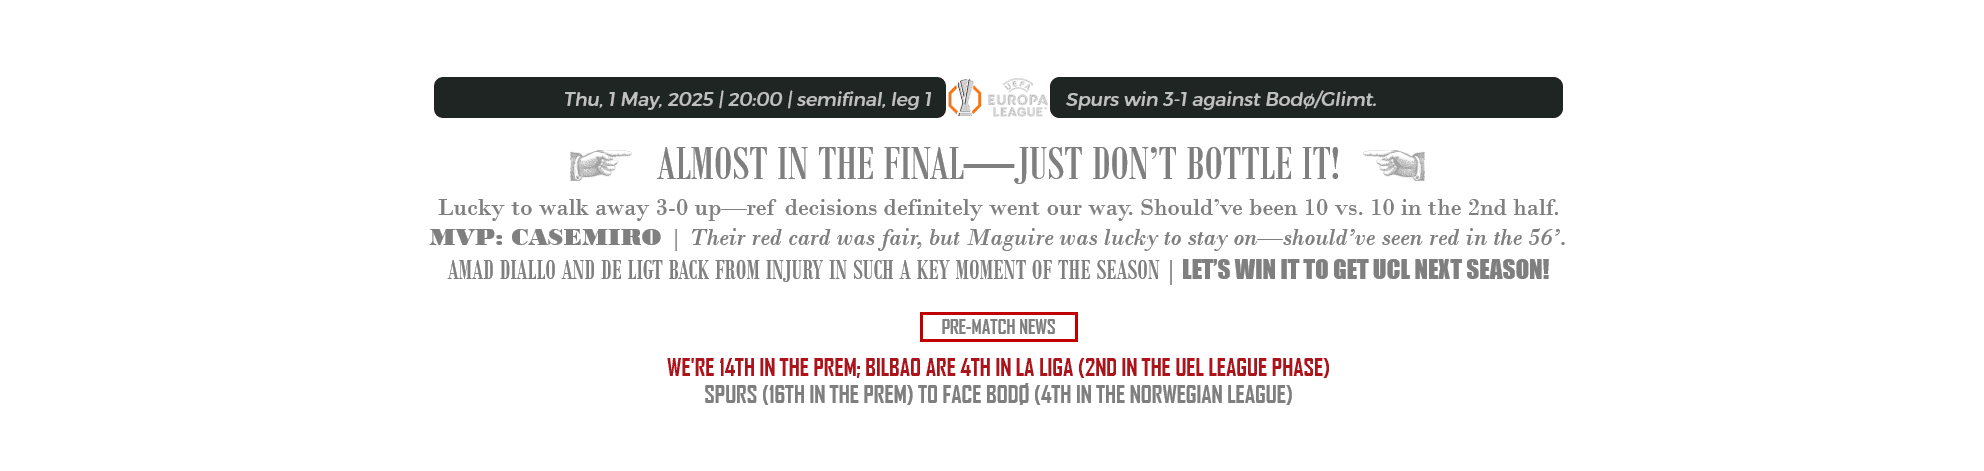 Thu, 1 May, 2025 | 20:00 | semifinal, leg 1
UEFA
EUROPA
LEAGUE
Spurs win 3-1 against Bodø/Glimt.
ALMOST IN THE FINAL—JUST DON'T BOTTLE IT!
Lucky to walk away 3-0 up—ref decisions definitely went our way. Should've been 10 vs. 10 in the 2nd half.
MVP: CASEMIRO | Their red card was fair, but Maguire was lucky to stay on—should've seen red in the 56'.
AMAD DIALLO AND DE LIGT BACK FROM INJURY IN SUCH A KEY MOMENT OF THE SEASON | LET'S WIN IT TO GET UCL NEXT SEASON!
PRE-MATCH NEWS
WE'RE 14TH IN THE PREM; BILBAO ARE 4TH IN LA LIGA (2ND IN THE UEL LEAGUE PHASE)
SPURS (16TH IN THE PREM) TO FACE BODØ (4TH IN THE NORWEGIAN LEAGUE)